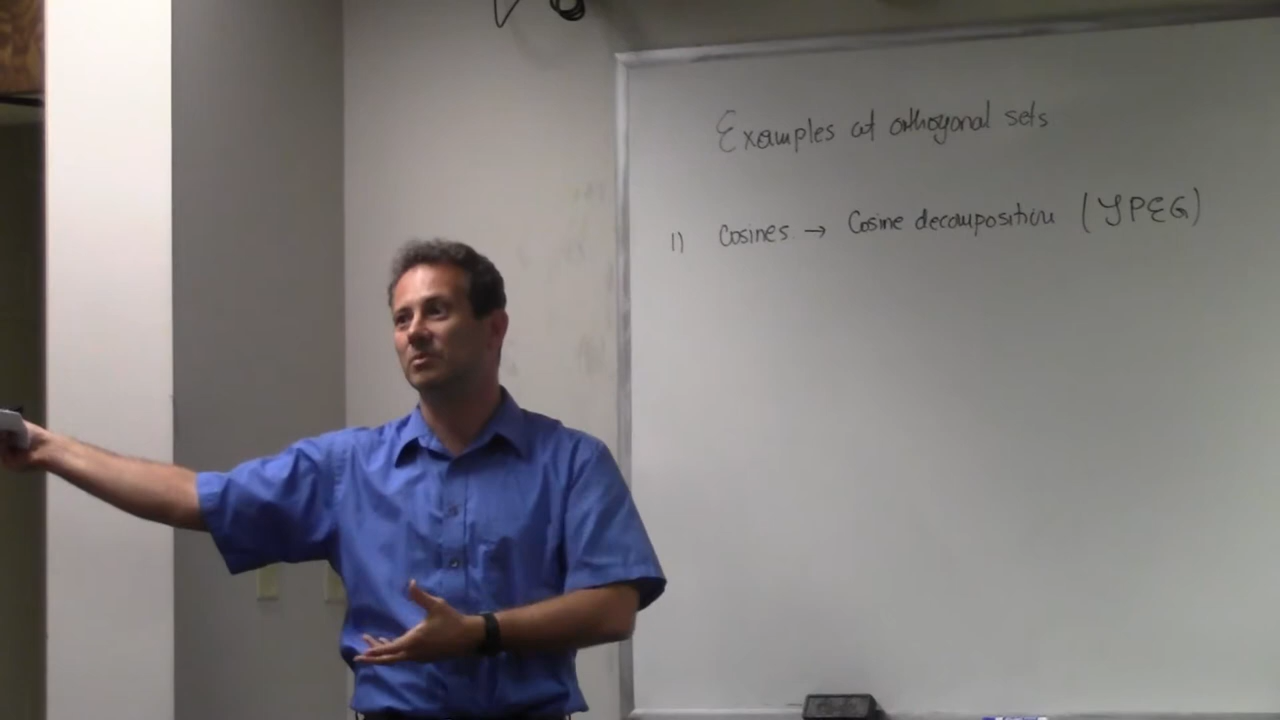 Examples of orthogonal sets
1) Cosines → Cosine decomposition (JPEG)